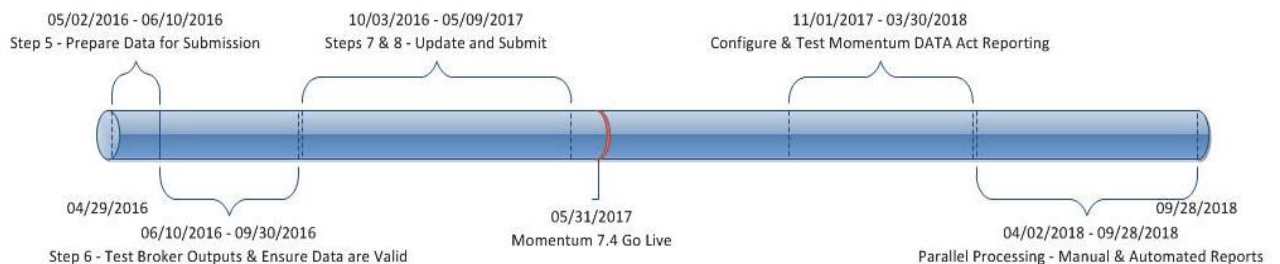 05/02/2016 - 06/10/2016
Step 5 - Prepare Data for Submission
10/03/2016 - 05/09/2017
Steps 7 & 8 - Update and Submit
11/01/2017 - 03/30/2018
Configure & Test Momentum DATA Act Reporting
04/29/2016
06/10/2016 - 09/30/2016
Step 6 - Test Broker Outputs & Ensure Data are Valid
05/31/2017
Momentum 7.4 Go Live
09/28/2018
04/02/2018 - 09/28/2018
Parallel Processing - Manual & Automated Reports